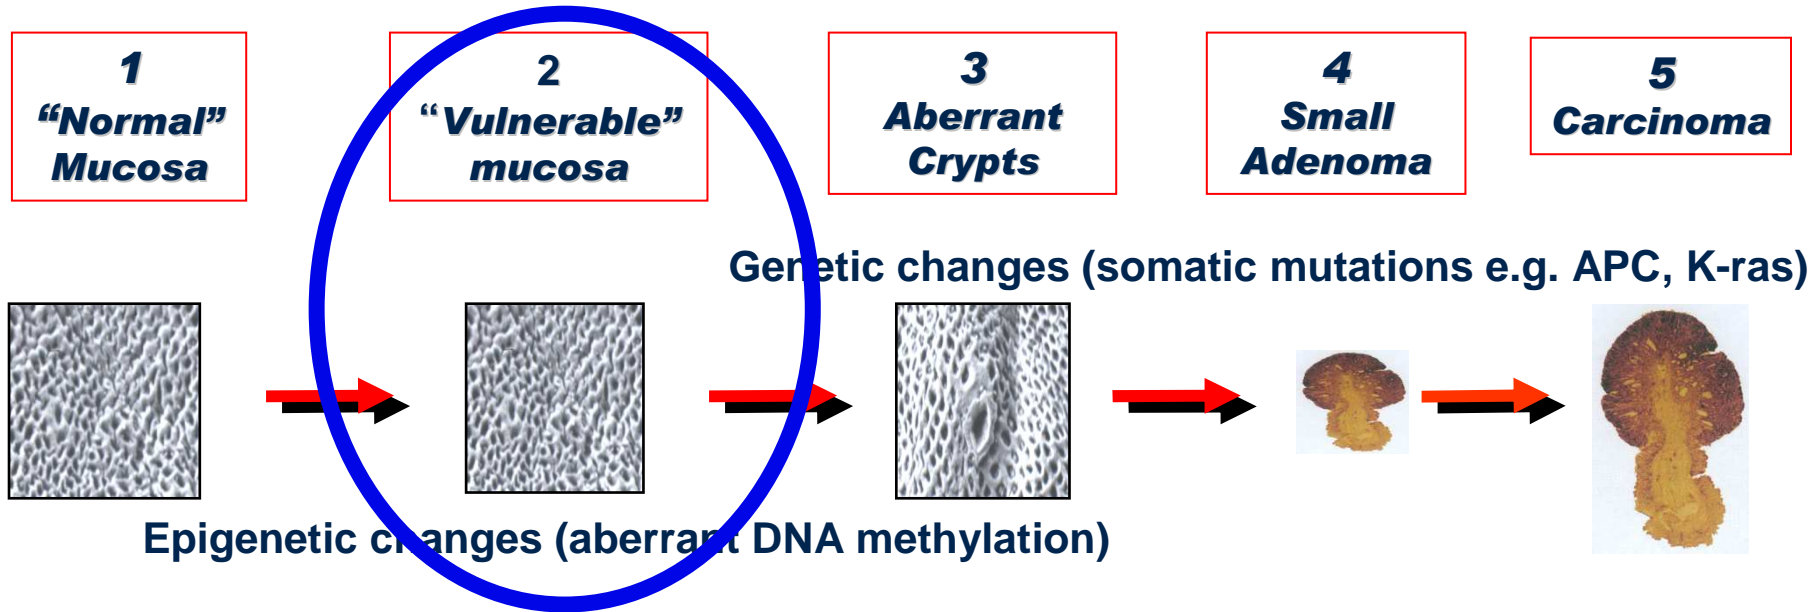 1
“Normal”
Mucosa
2
“Vulnerable”
mucosa
3
Aberrant
Crypts
4
Small
Adenoma
5
Carcinoma
Genetic changes (somatic mutations e.g. APC, K-ras)
Epigenetic changes (aberrant DNA methylation)